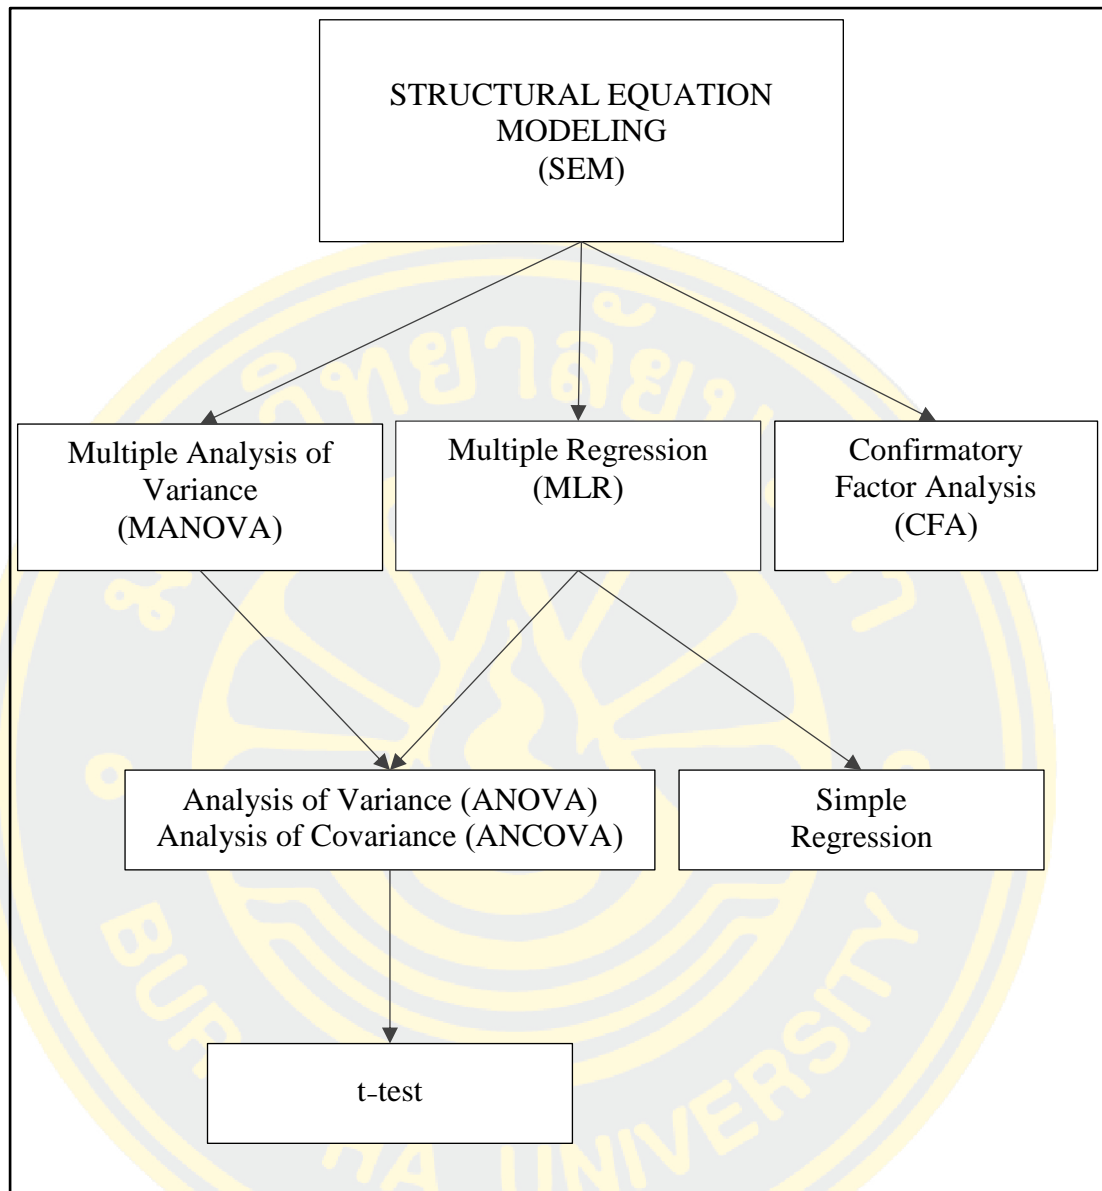 STRUCTURAL EQUATION
MODELING
(SEM)
Multiple Analysis of
Variance
(MANOVA)
Multiple Regression
(MLR)
Confirmatory
Factor Analysis
(CFA)
Analysis of Variance (ANOVA)
Analysis of Covariance (ANCOVA)
Simple
Regression
t-test
UNIVERSITY